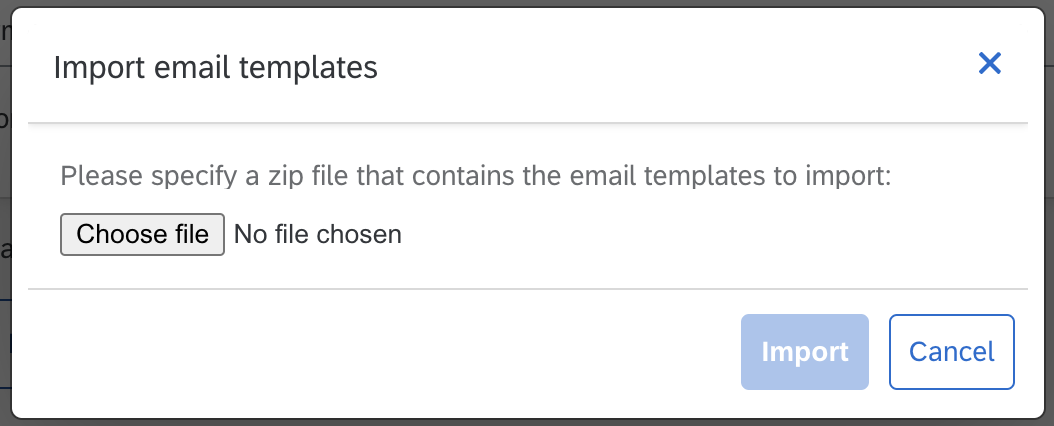 Import email templates
Please specify a zip file that contains the email templates to import:
Choose file No file chosen
Import Cancel